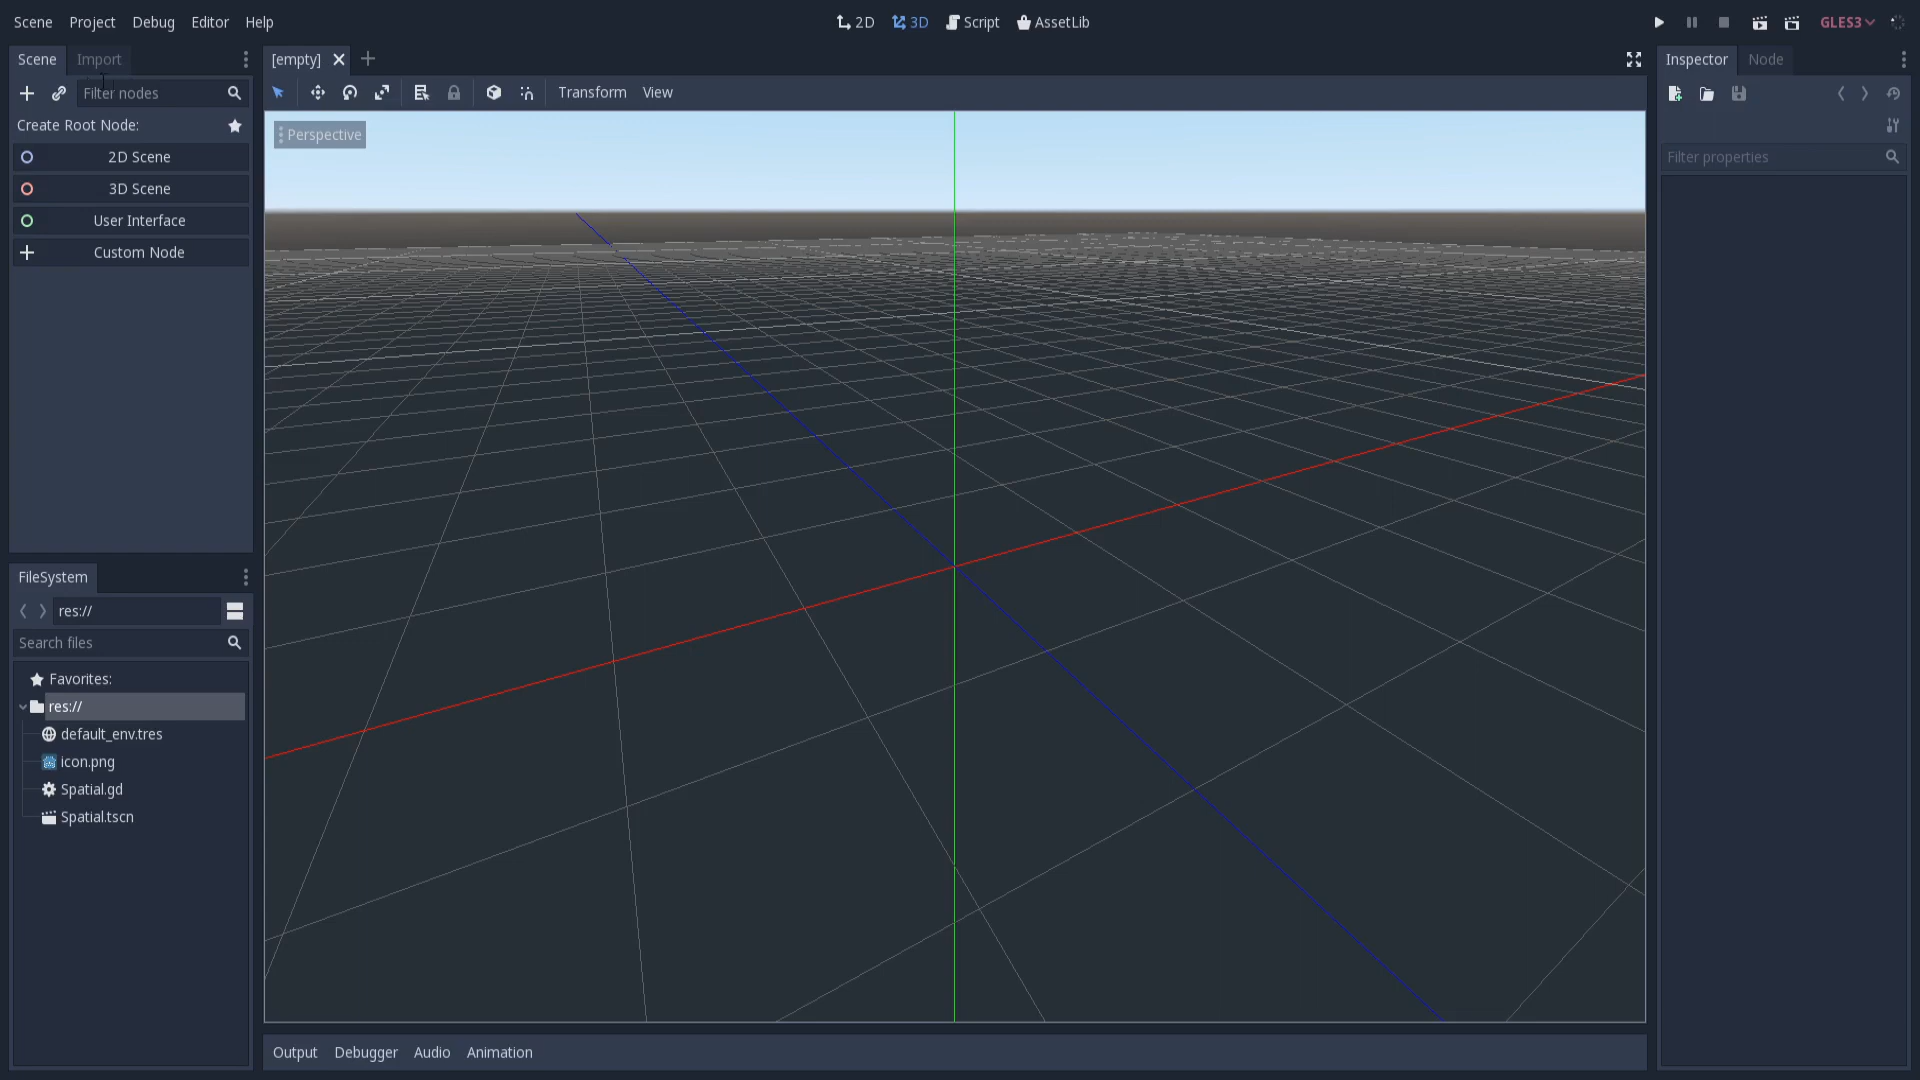 Scene Project Debug Editor Help
2D 3D Script AssetLib
GLES3
Scene Import
[empty]
Inspector Node
Filter nodes
Transform View
Create Root Node:
Perspective
2D Scene
Filter properties
3D Scene
User Interface
Custom Node
FileSystem
res://
Search files
Favorites:
res://
default_env.tres
icon.png
Spatial.gd
Spatial.tscn
Output Debugger Audio Animation